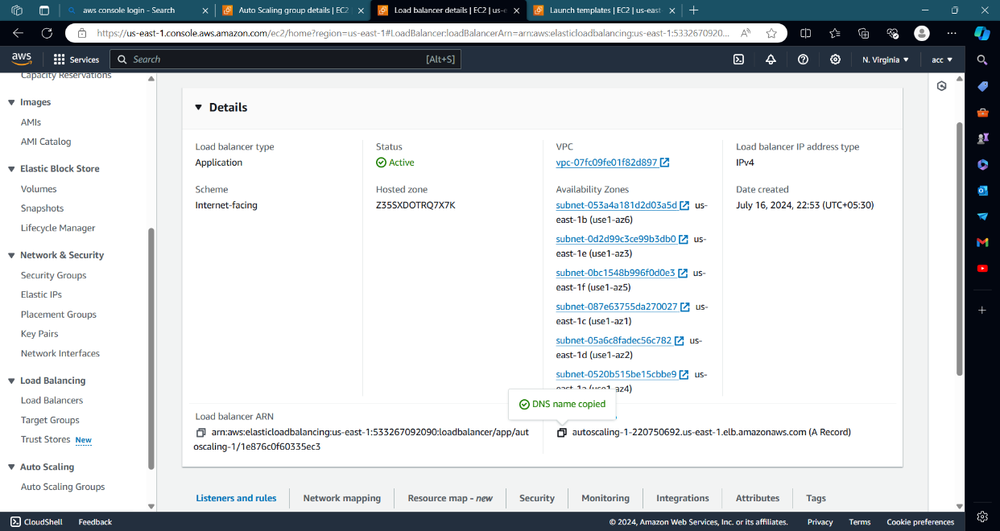 aws console login - Search
Auto Scaling group details | EC2
Load balancer details | EC2 | us-e
Launch templates | EC2 | us-east-
https://us-east-1.console.aws.amazon.com/ec2/home?region=us-east-1#LoadBalancer:loadBalancerArn=arn:aws:elasticloadbalancing:us-east-1:5332670920...
aws
Services
Search
[Alt+S]
N. Virginia
acc
Capacity Reservations
Images
AMIs
AMI Catalog
Elastic Block Store
Volumes
Snapshots
Lifecycle Manager
Network & Security
Security Groups
Elastic IPs
Placement Groups
Key Pairs
Network Interfaces
Load Balancing
Load Balancers
Target Groups
Trust Stores New
Auto Scaling
Auto Scaling Groups
Details
Load balancer type
Application
Status
Active
VPC
vpc-07fc09fe01f82d897
Load balancer IP address type
IPv4
Scheme
Internet-facing
Hosted zone
Z35SXDOTRQ7X7K
Availability Zones
subnet-053a4a181d2d03a5d us-
east-1b (use1-az6)
subnet-0d2d99c3ce99b3db0 us-
east-1e (use1-az3)
subnet-0bc1548b996f0d0e3 us-
east-1f (use1-az5)
subnet-087e63755da270027 us-
east-1c (use1-az1)
subnet-05a6c8fadec56c782 us-
east-1d (use1-az2)
subnet-0520b515be15cbbe9 us-
east-1a (use1-az4)
Date created
July 16, 2024, 22:53 (UTC+05:30)
DNS name copied
Load balancer ARN
arn:aws:elasticloadbalancing:us-east-1:533267092090:loadbalancer/app/aut
oscaling-1/1e876c0f60335ec3
autoscaling-1-220750692.us-east-1.elb.amazonaws.com (A Record)
Listeners and rules
Network mapping
Resource map - new
Security
Monitoring
Integrations
Attributes
Tags
CloudShell
Feedback
© 2024, Amazon Web Services, Inc. or its affiliates.
Privacy
Terms
Cookie preferences